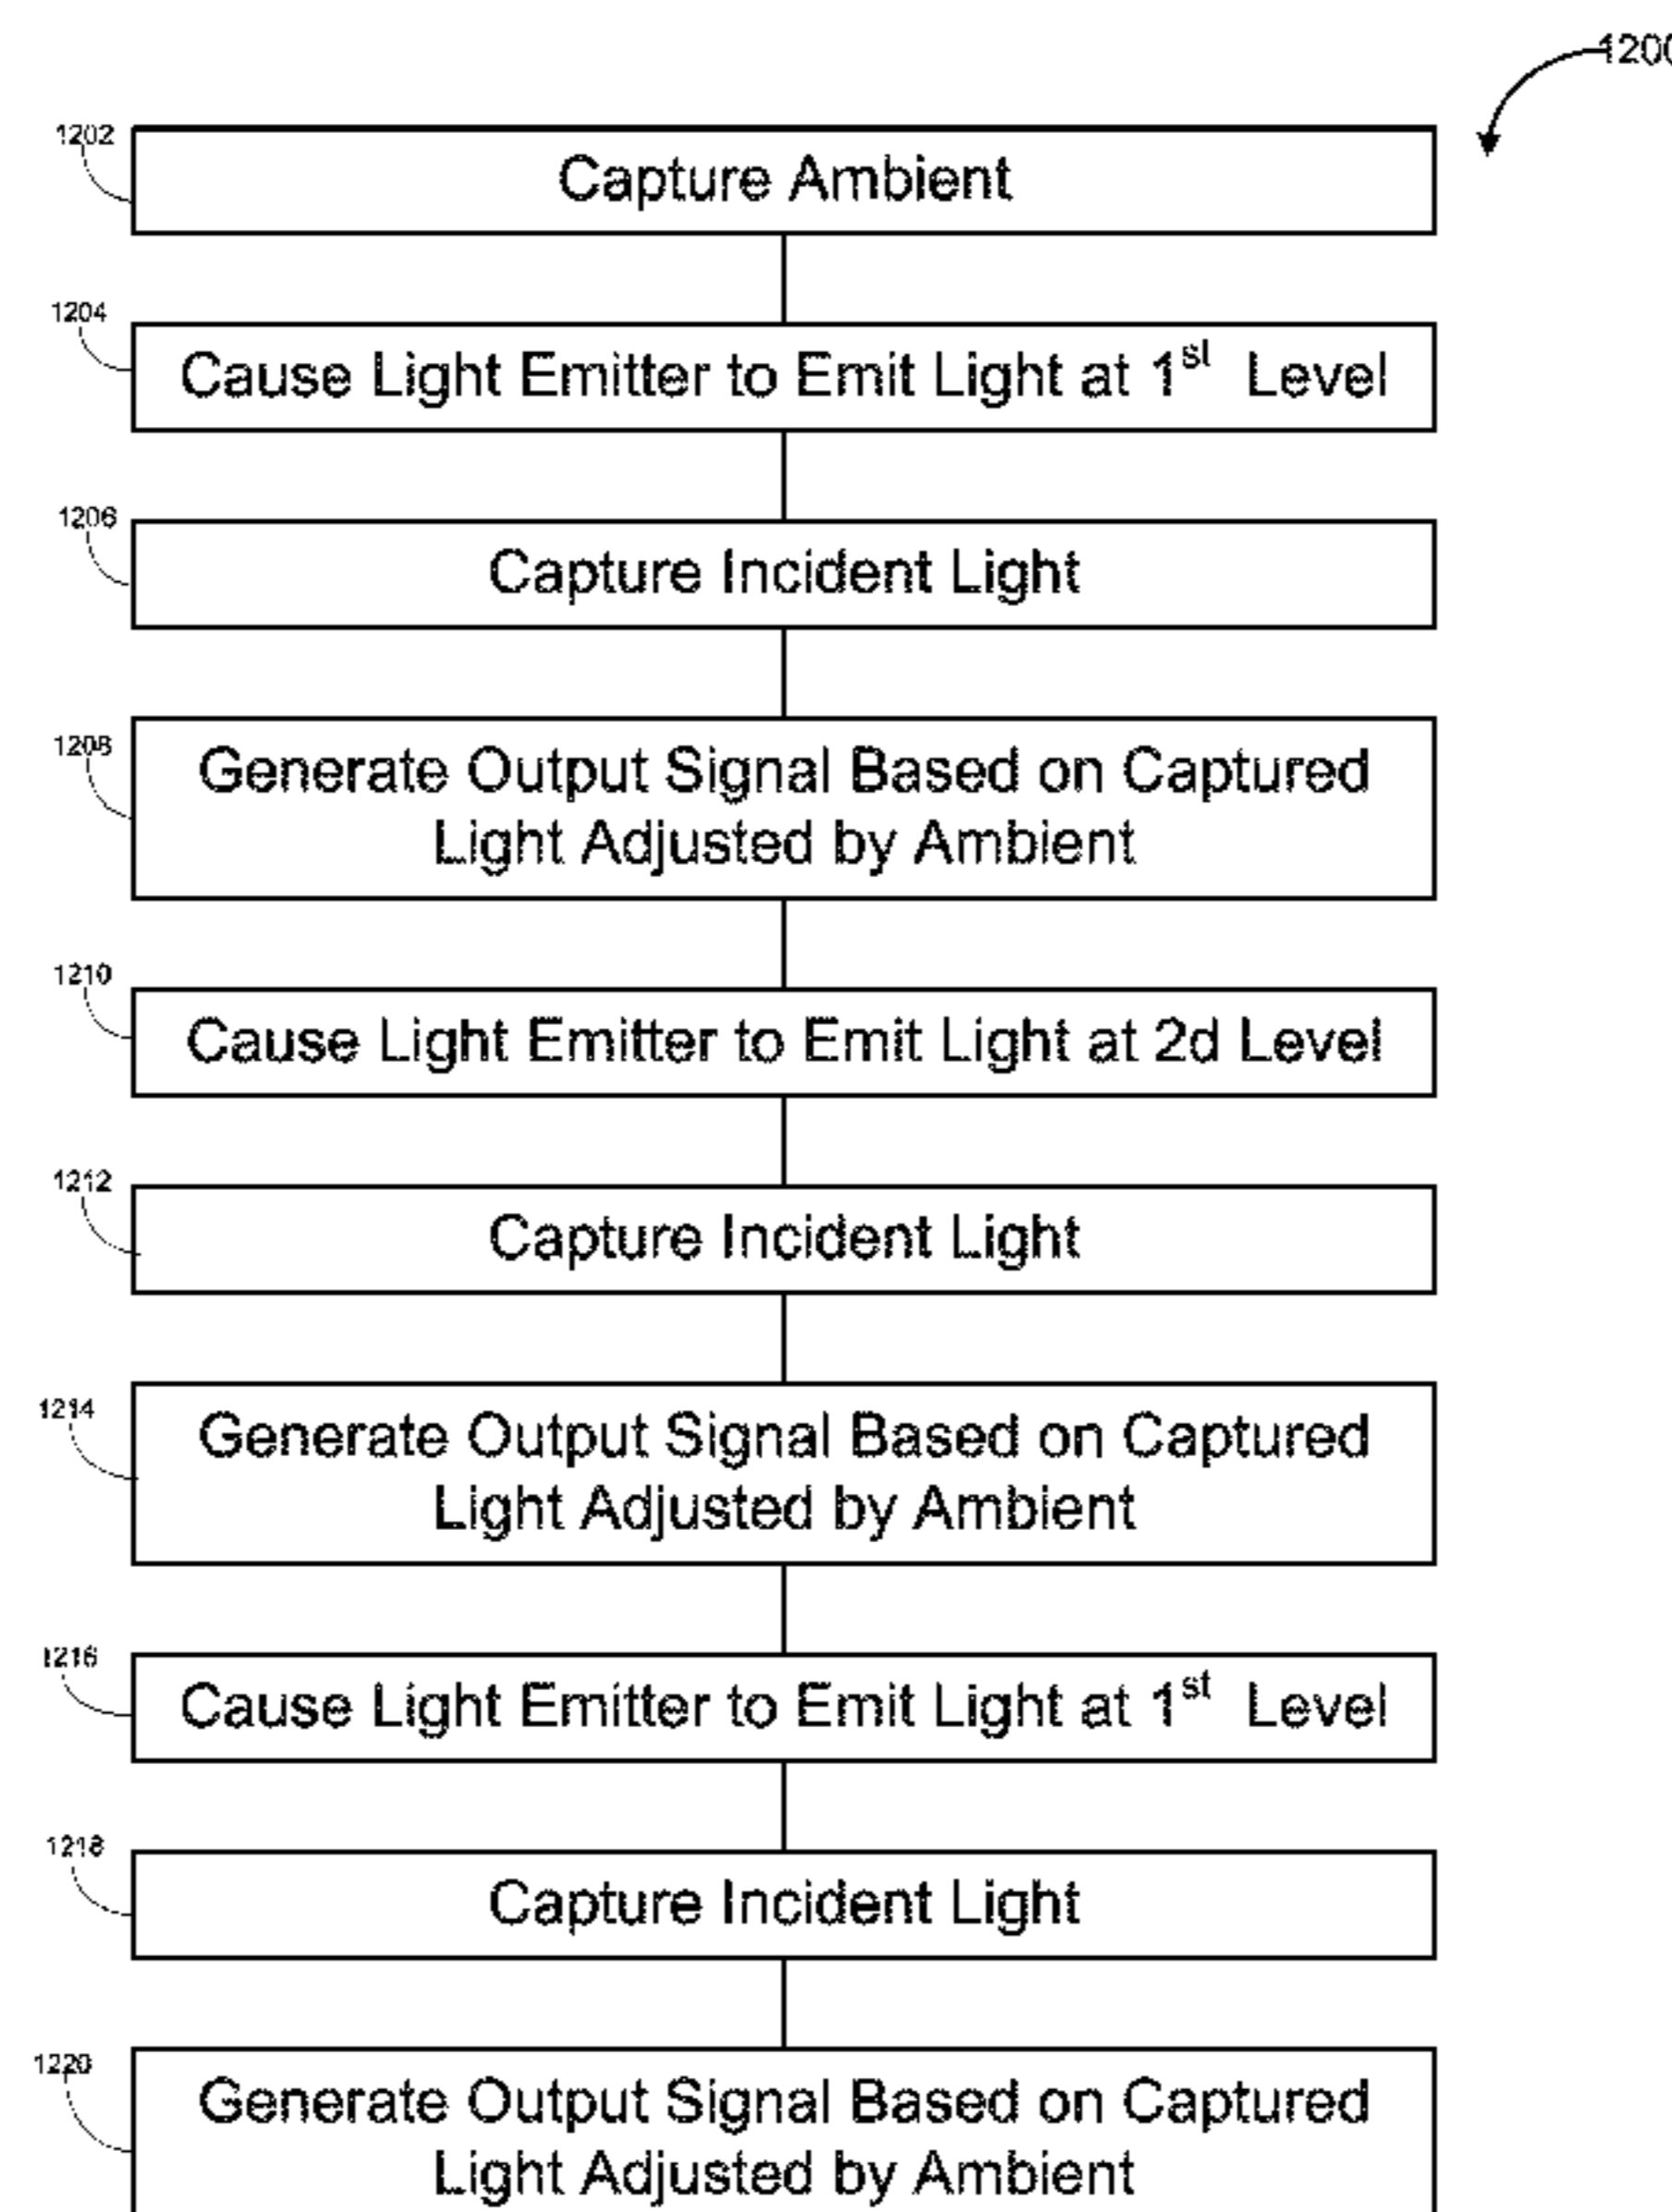 1200
1202
Capture Ambient
1204
Cause Light Emitter to Emit Light at 1st Level
1206
Capture Incident Light
1208
Generate Output Signal Based on Captured
Light Adjusted by Ambient
1210
Cause Light Emitter to Emit Light at 2d Level
1212
Capture Incident Light
1214
Generate Output Signal Based on Captured
Light Adjusted by Ambient
1216
Cause Light Emitter to Emit Light at 1st Level
1218
Capture Incident Light
1220
Generate Output Signal Based on Captured
Light Adjusted by Ambient